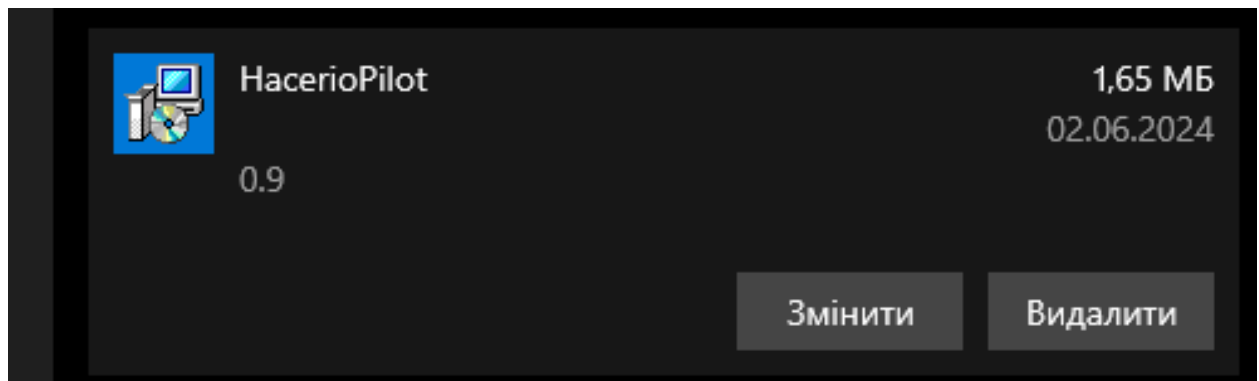 HacerioPilot
1,65 МБ
02.06.2024
0.9
Змінити
Видалити